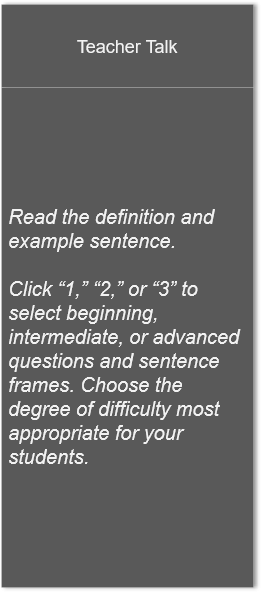 Teacher Talk
Read the definition and
example sentence.
Click “1,” “2,” or “3” to
select beginning,
intermediate, or advanced
questions and sentence
frames. Choose the
degree of difficulty most
appropriate for your
students.